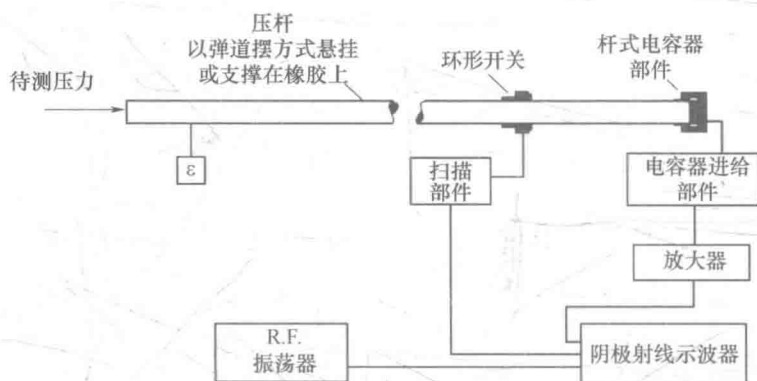 压杆
以弹道摆方式悬挂
或支撑在橡胶上
待测压力
环形开关
杆式电容器
部件
ε
扫描
部件
电容器进给
部件
放大器
R.F.
振荡器
阴极射线示波器